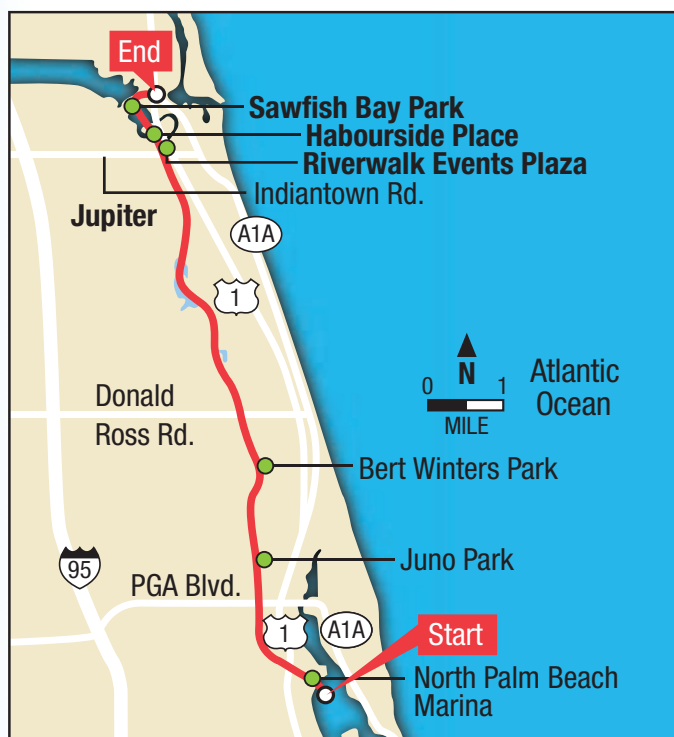 End
Sawfish Bay Park
Habourside Place
Riverwalk Events Plaza
Indiantown Rd.
Jupiter
A1A
1
N
0 1
MILE
Atlantic
Ocean
Donald
Ross Rd.
Bert Winters Park
95
Juno Park
PGA Blvd.
1
A1A
Start
North Palm Beach
Marina